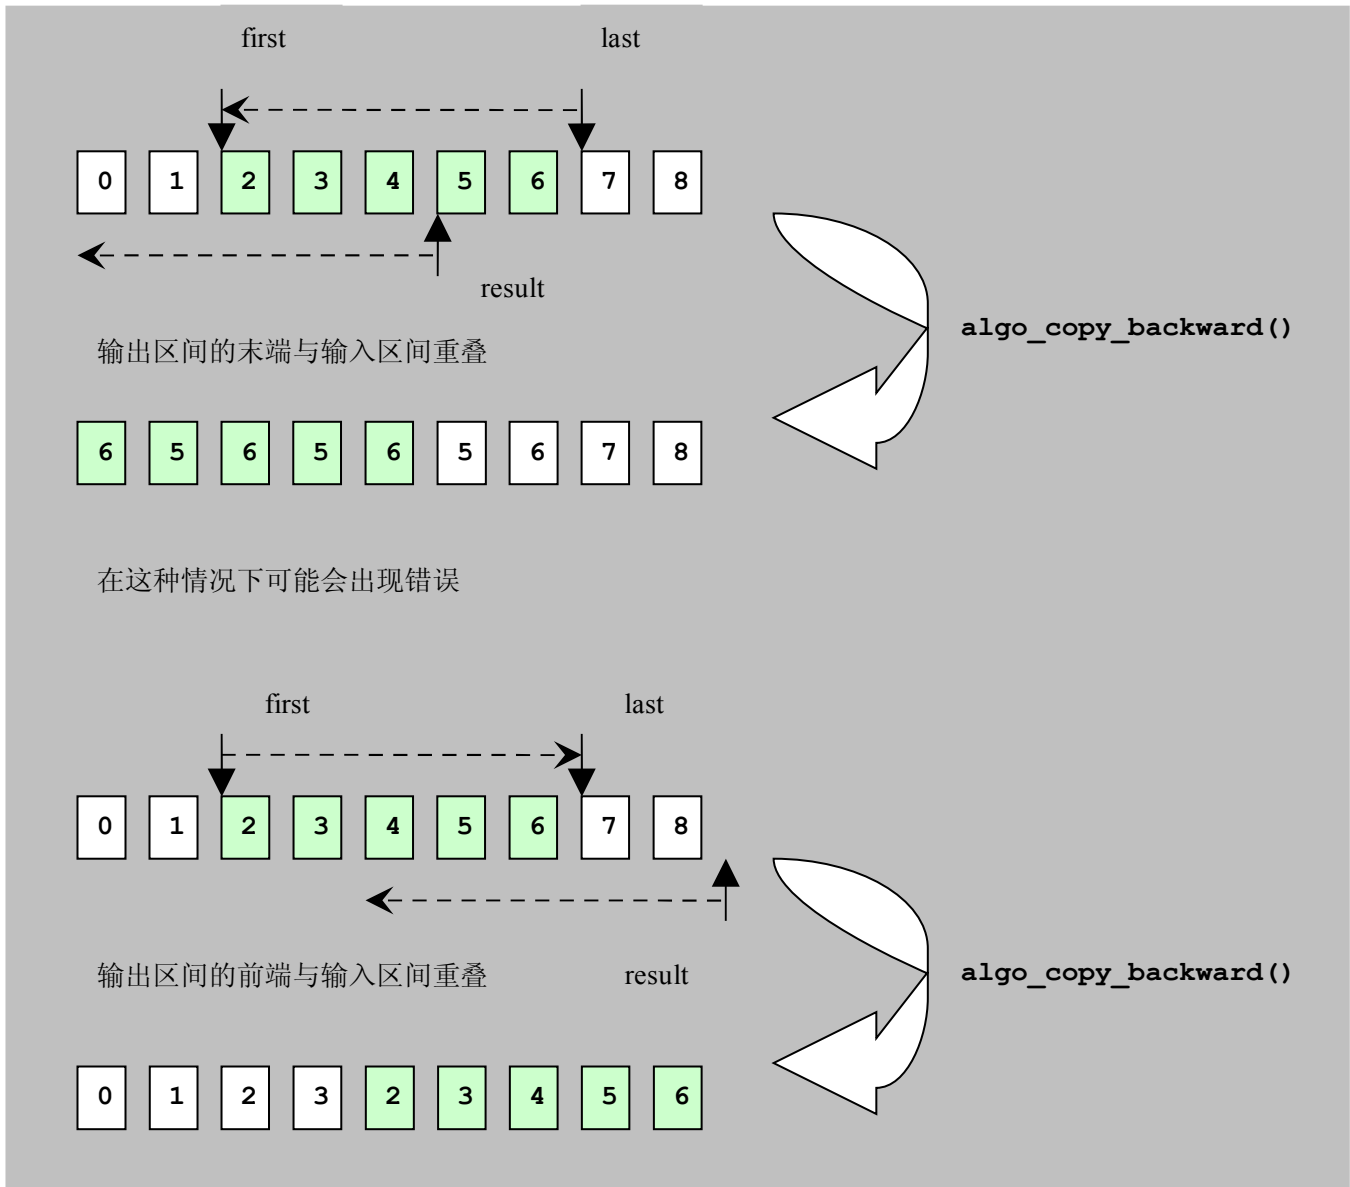 first last
0 1 2 3 4 5 6 7 8
result
algo_copy_backward()
输出区间的末端与输入区间重叠
6 5 6 5 6 5 6 7 8
在这种情况下可能会出现错误
first last
0 1 2 3 4 5 6 7 8
输出区间的前端与输入区间重叠 result algo_copy_backward()
0 1 2 3 2 3 4 5 6